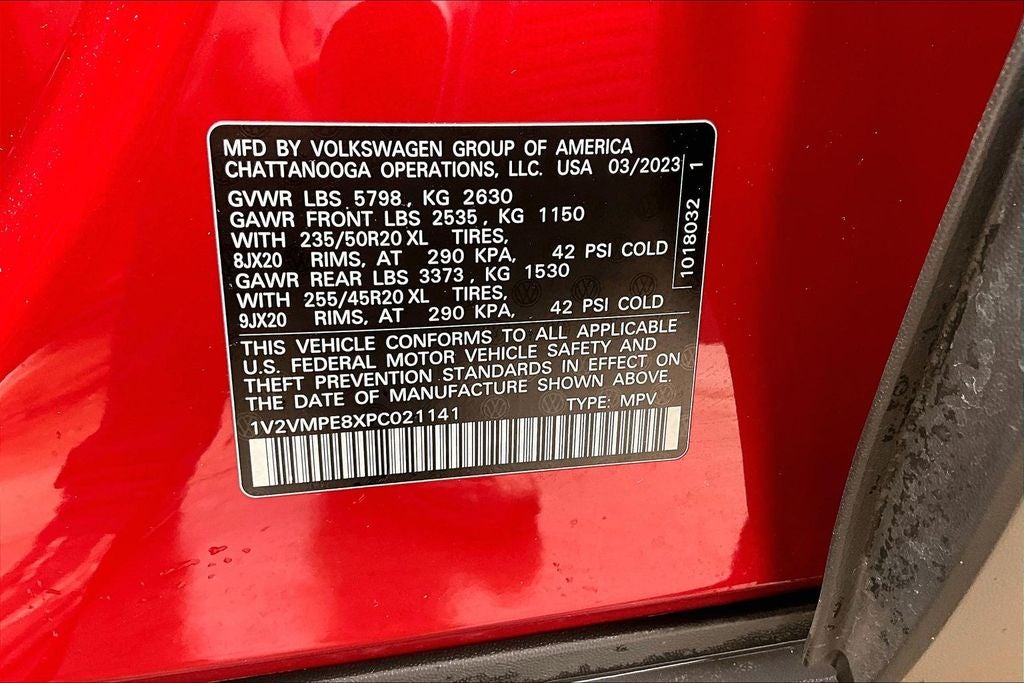 MFD BY VOLKSWAGEN GROUP OF AMERICA
CHATTANOOGA OPERATIONS, LLC. USA 03/2023
GVWR LBS 5798, KG 2630
GAWR FRONT LBS 2535, KG 1150
WITH 235/50R20 XL TIRES,
8JX20 RIMS, AT 290 KPA, 42 PSI COLD
GAWR REAR LBS 3373, KG 1530
WITH 255/45R20 XL TIRES,
9JX20 RIMS, AT 290 KPA, 42 PSI COLD
1018032 1
THIS VEHICLE CONFORMS TO ALL APPLICABLE
U.S. FEDERAL MOTOR VEHICLE SAFETY AND
THEFT PREVENTION STANDARDS IN EFFECT ON
THE DATE OF MANUFACTURE SHOWN ABOVE.
1V2VMPE8XPC021141 TYPE: MPV